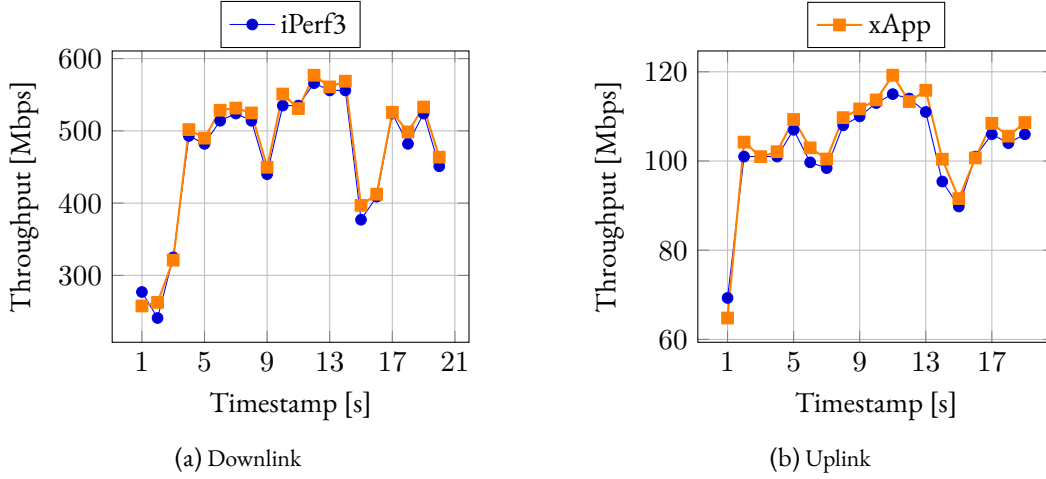 iPerf3
600
500
400
300
1 5 9 13 17 21
Throughput [Mbps]
Timestamp [s]
(a) Downlink
xApp
120
100
80
60
1 5 9 13 17
Throughput [Mbps]
Timestamp [s]
(b) Uplink